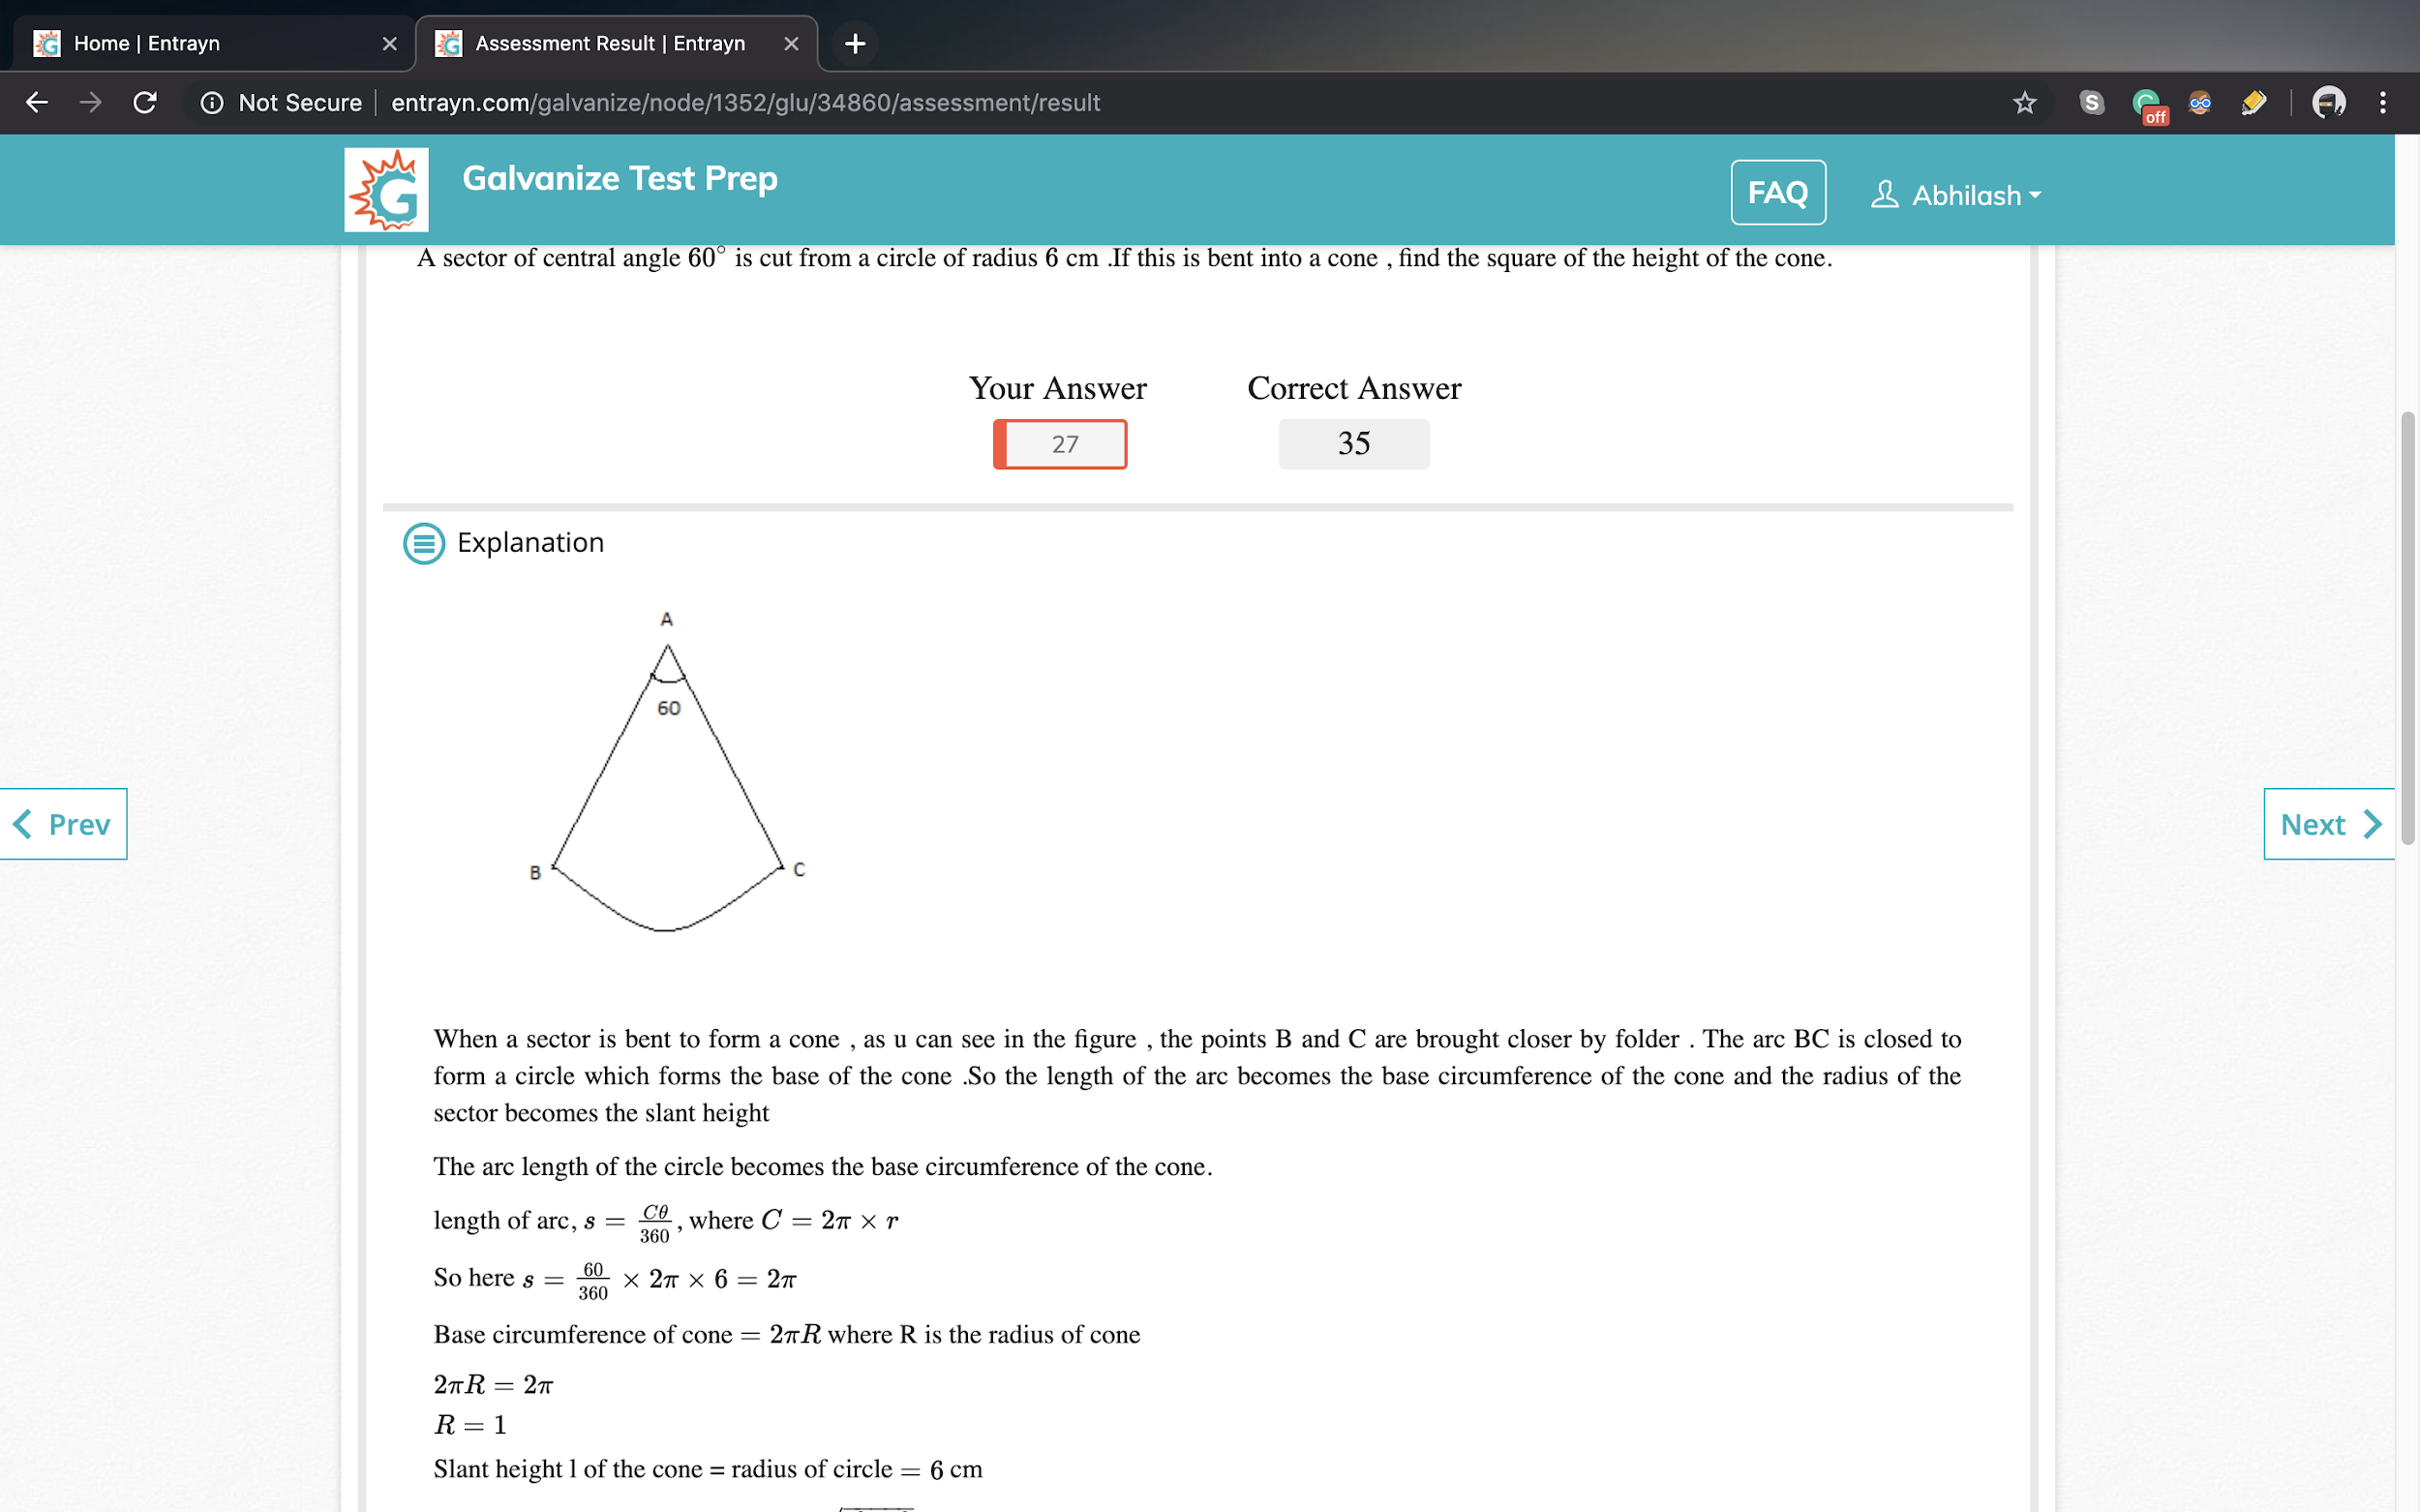 Home | Entrayn
Assessment Result | Entrayn
Not Secure | entrayn.com/galvanize/node/1352/glu/34860/assessment/result
S
off
G
Galvanize Test Prep
FAQ
Abhilash
A sector of central angle 60° is cut from a circle of radius 6 cm .If this is bent into a cone , find the square of the height of the cone.
Your Answer Correct Answer
27 35
Explanation
A
60
B C
Prev
Next
When a sector is bent to form a cone , as u can see in the figure , the points B and C are brought closer by folder . The arc BC is closed to
form a circle which forms the base of the cone .So the length of the arc becomes the base circumference of the cone and the radius of the
sector becomes the slant height
The arc length of the circle becomes the base circumference of the cone.
length of arc, s = Cθ/360 , where C = 2π × r
So here s = 60/360 × 2π × 6 = 2π
Base circumference of cone = 2πR where R is the radius of cone
2πR = 2π
R = 1
Slant height l of the cone = radius of circle = 6 cm